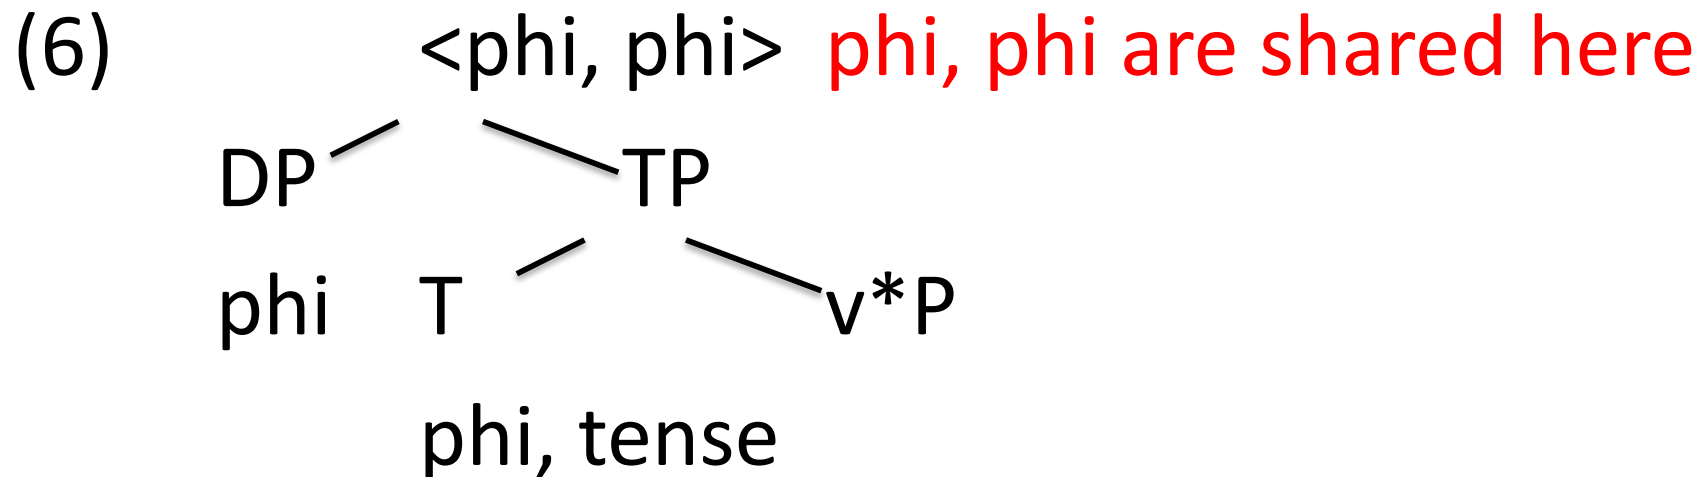 (6) <phi, phi> phi, phi are shared here
DP TP
phi T v*P
phi, tense